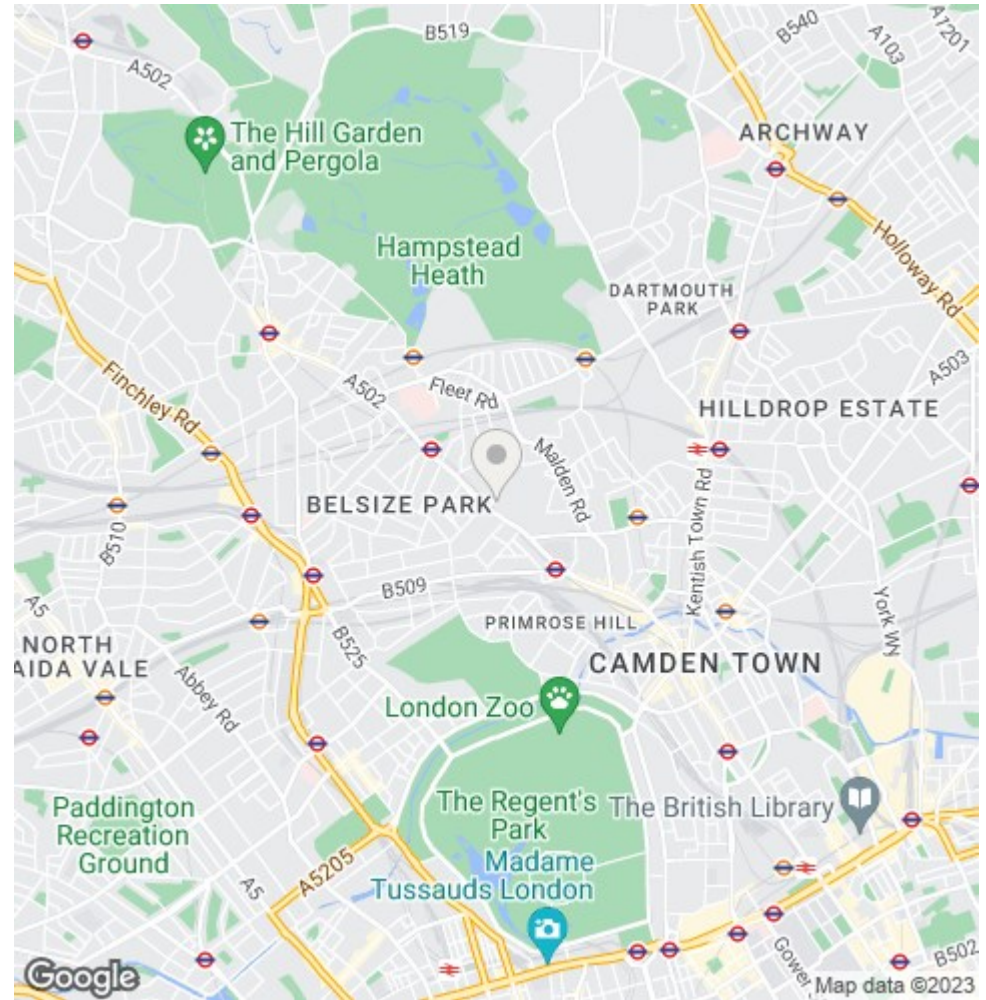 B519
B540
A103
A1201
A502
The Hill Garden
and Pergola
ARCHWAY
Hampstead
Heath
Holloway Rd
DARTMOUTH
PARK
Finchley Rd
A502
Fleet Rd
A503
HILLDROP ESTATE
Malden Rd
BELSIZE PARK
B510
Kentish Town Rd
B509
A5
York WN
PRIMROSE HILL
NORTH
AIDA VALE
B525
CAMDEN TOWN
Abbey Rd
London Zoo
Paddington
Recreation
Ground
The Regent's
Park
The British Library
Madame
Tussauds London
A5205
A5
Gower
B502
Google
Map data ©2023